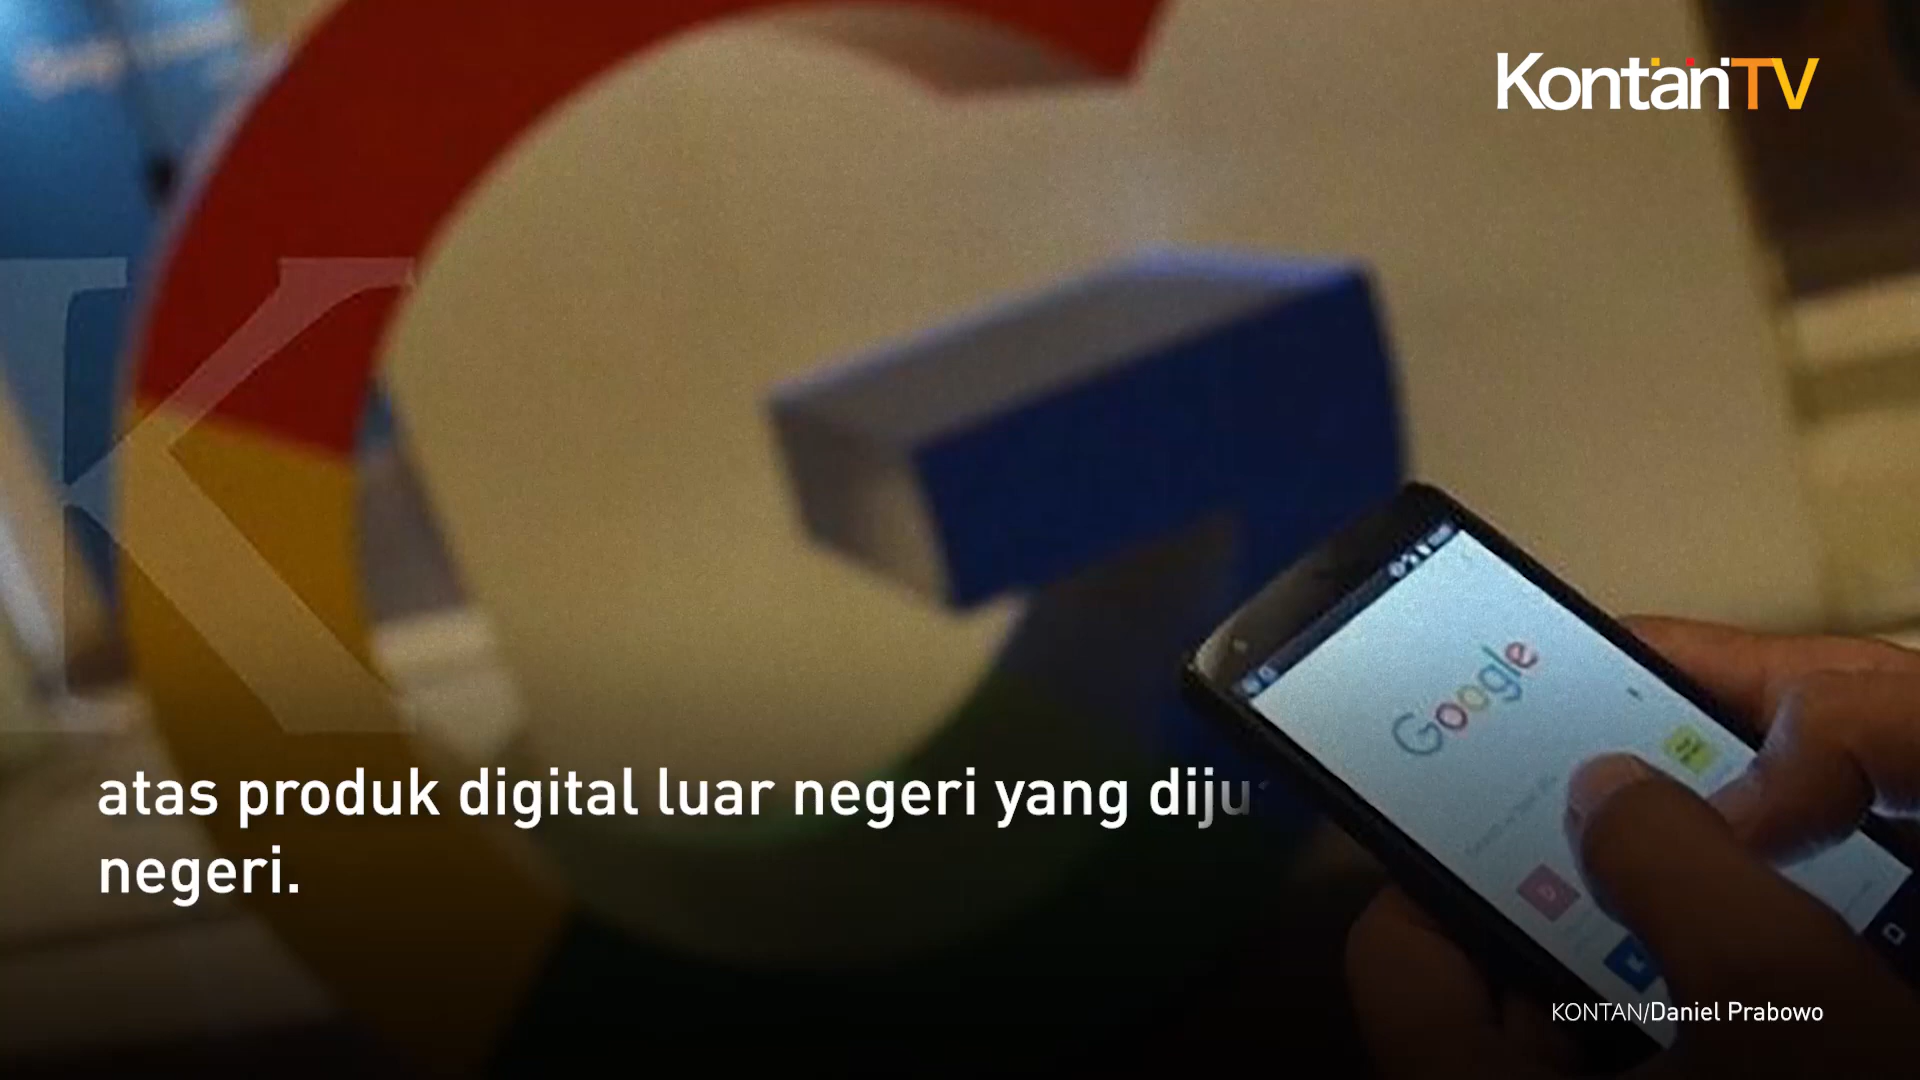 KontanTV
Google
atas produk digital luar negeri yang diju
negeri.
KONTAN/Daniel Prabowo